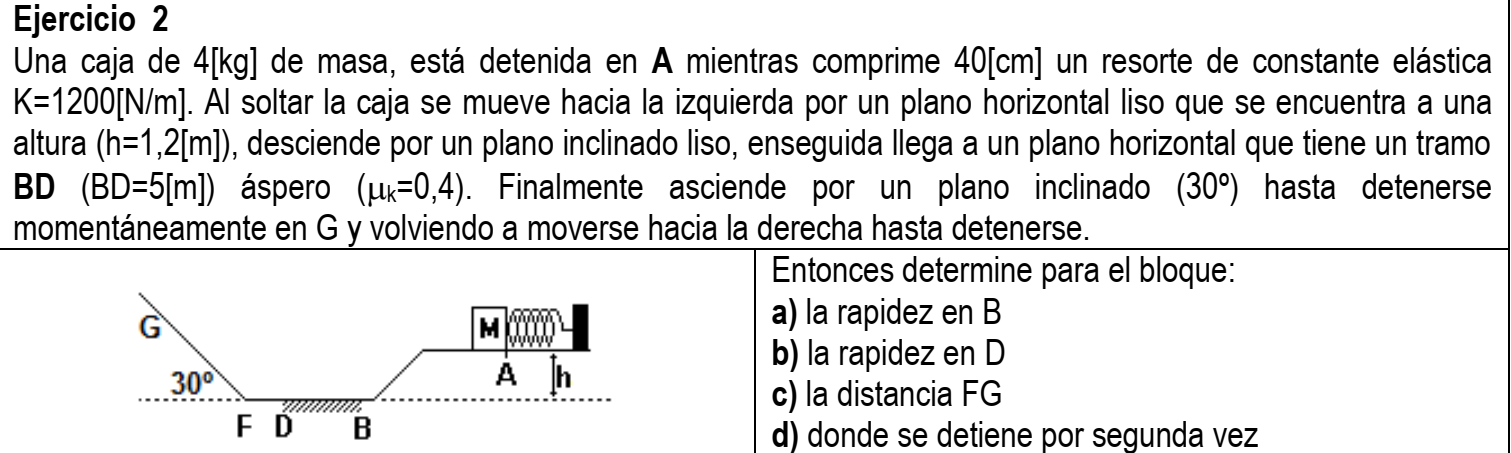 Ejercicio 2
Una caja de 4[kg] de masa, está detenida en A mientras comprime 40[cm] un resorte de constante elástica
K=1200[N/m]. Al soltar la caja se mueve hacia la izquierda por un plano horizontal liso que se encuentra a una
altura (h=1,2[m]), desciende por un plano inclinado liso, enseguida llega a un plano horizontal que tiene un tramo
BD (BD=5[m]) áspero (μk=0,4). Finalmente asciende por un plano inclinado (30º) hasta detenerse
momentáneamente en G y volviendo a moverse hacia la derecha hasta detenerse.
G
M
30º
A
h
F D B
Entonces determine para el bloque:
a) la rapidez en B
b) la rapidez en D
c) la distancia FG
d) donde se detiene por segunda vez